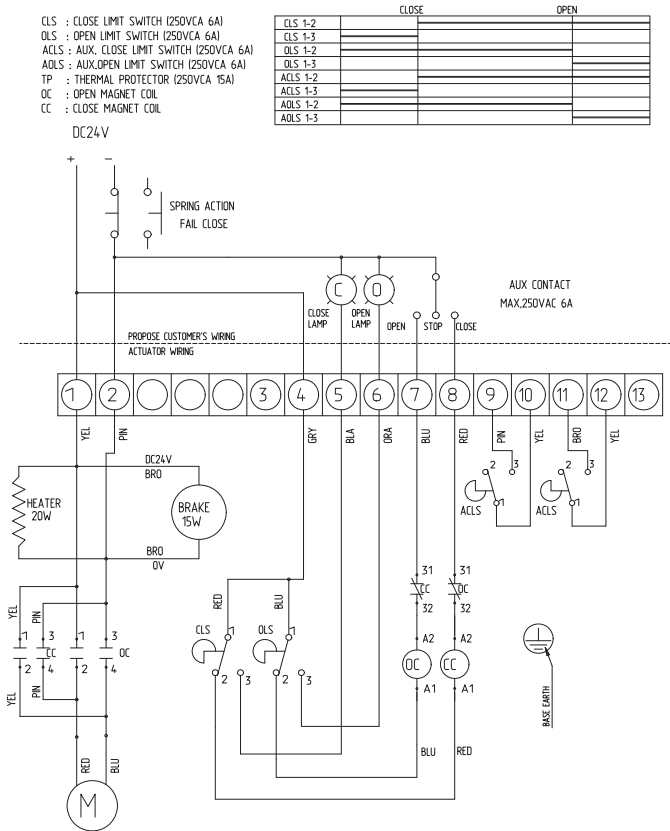 CLS : CLOSE LIMIT SWITCH (250VCA 6A)
OLS : OPEN LIMIT SWITCH (250VCA 6A)
ACLS : AUX. CLOSE LIMIT SWITCH (250VCA 6A)
AOLS : AUX.OPEN LIMIT SWITCH (250VCA 6A)
TP : THERMAL PROTECTOR (250VCA 15A)
OC : OPEN MAGNET COIL
CC : CLOSE MAGNET COIL
CLOSE OPEN
CLS 1-2
CLS 1-3
OLS 1-2
OLS 1-3
ACLS 1-2
ACLS 1-3
AOLS 1-2
AOLS 1-3
DC24V
+ −
SPRING ACTION
FAIL CLOSE
C O
CLOSE LAMP
OPEN LAMP
OPEN STOP CLOSE
AUX CONTACT
MAX,250VAC 6A
PROPOSE CUSTOMER'S WIRING
ACTUATOR WIRING
1 2 3 4 5 6 7 8 9 10 11 12 13
YEL PIN GRY BLA ORA BLU RED PIN YEL BRO YEL
DC24V
BRO
HEATER
20W
BRAKE
15W
BRO
0V
2 3 1
ACLS
2 3 1
ACLS
YEL PIN
1 3 1 3
CC OC
2 4 2 4
YEL PIN
RED BLU
M
RED BLU
CLS 1 OLS 1
2 3 2 3
31 31
CC OC
32 32
A2 A2
OC CC
A1 A1
BLU RED
BASE EARTH